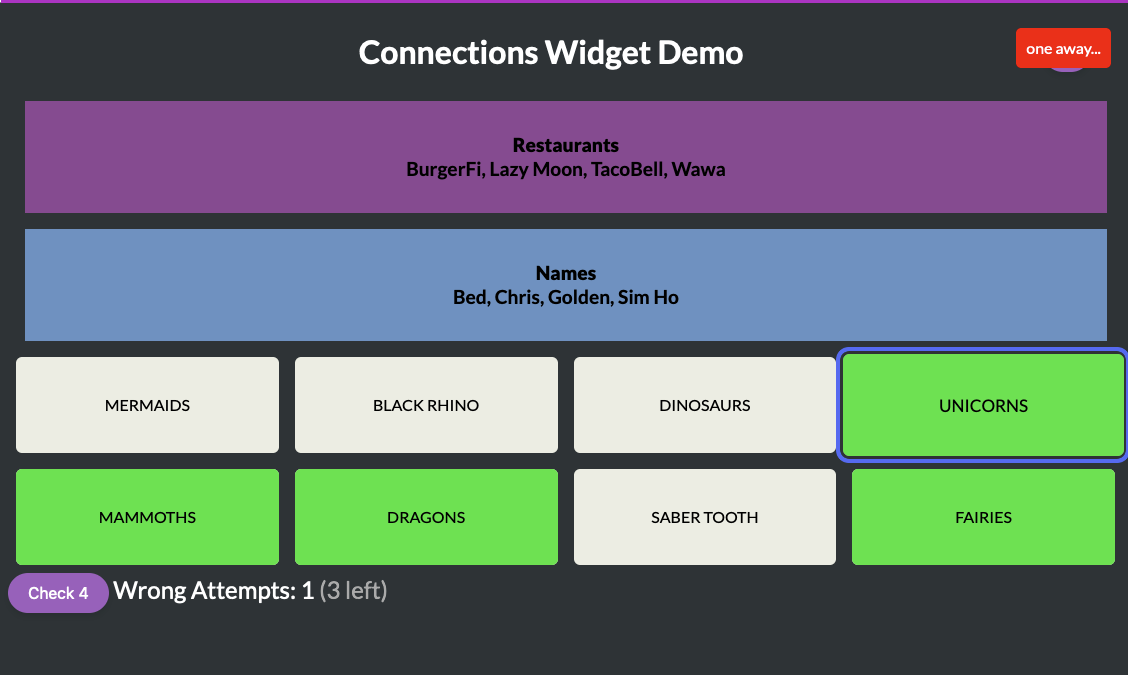 Connections Widget Demo
one away...
Restaurants
BurgerFi, Lazy Moon, TacoBell, Wawa
Names
Bed, Chris, Golden, Sim Ho
MERMAIDS
BLACK RHINO
DINOSAURS
UNICORNS
MAMMOTHS
DRAGONS
SABER TOOTH
FAIRIES
Check 4
Wrong Attempts: 1 (3 left)